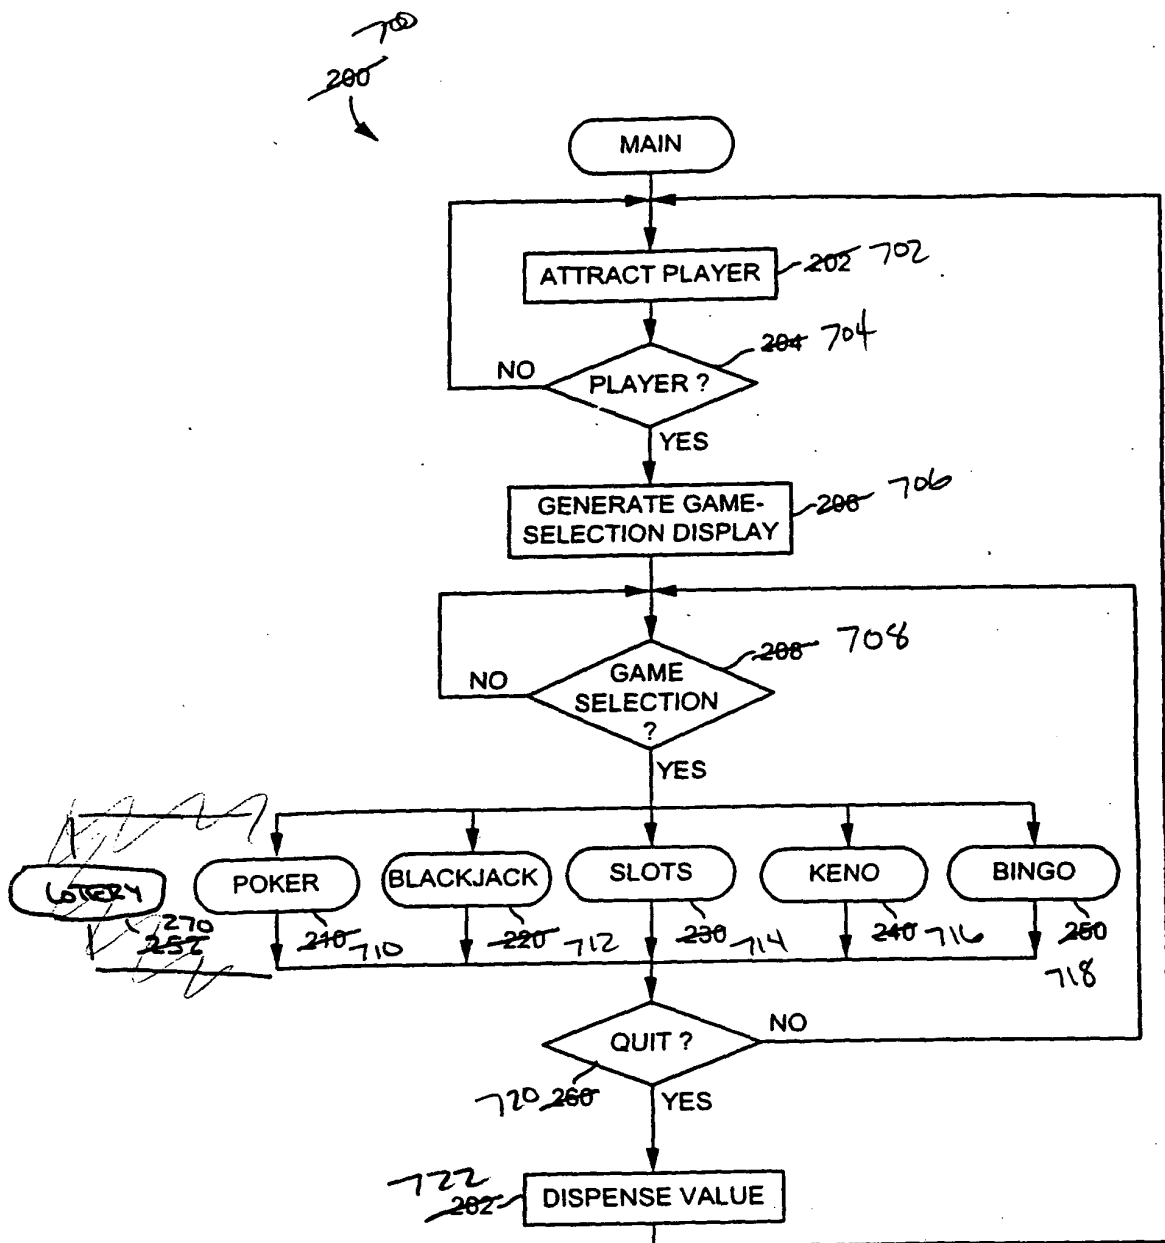 700
200
MAIN
ATTRACT PLAYER
202 702
204 704
NO
PLAYER ?
YES
GENERATE GAME-
SELECTION DISPLAY
206 706
208 708
NO
GAME
SELECTION
?
YES
LOTTERY
POKER
BLACKJACK
SLOTS
KENO
BINGO
270
252
210 710
220 712
230 714
240 716
250
718
QUIT ?
NO
720 260
YES
722
262
DISPENSE VALUE